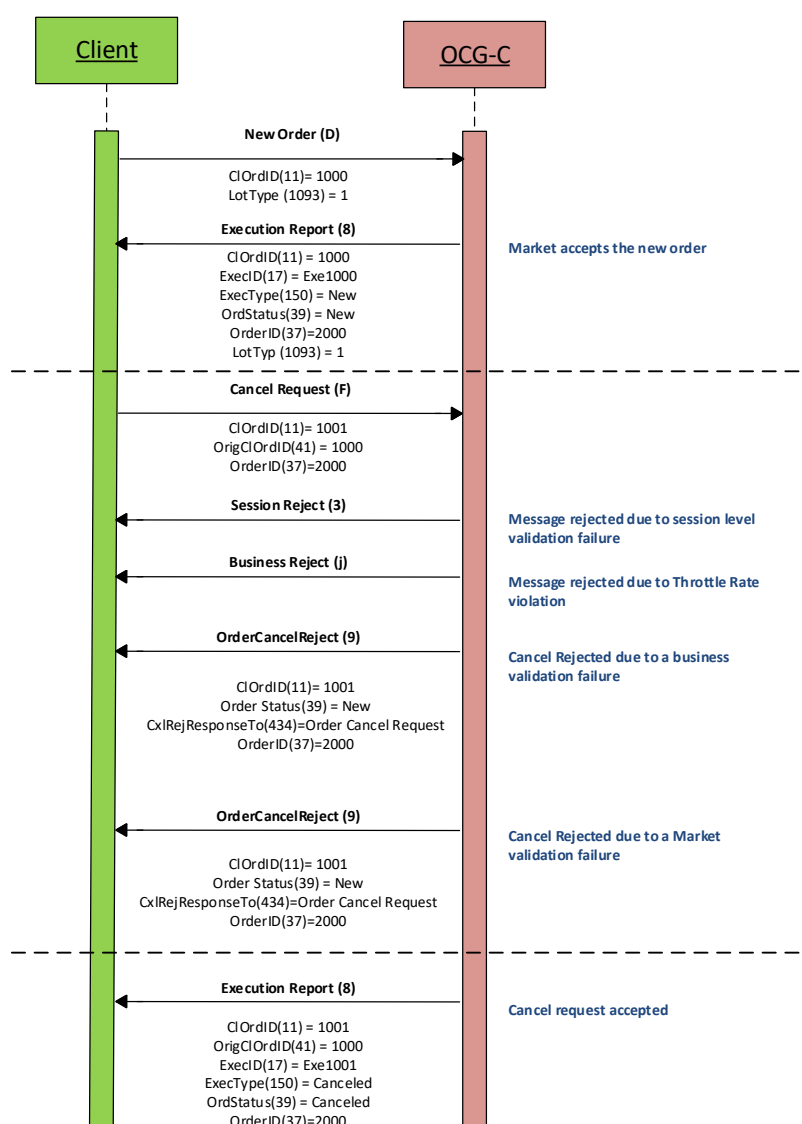 Client
OCG-C
New Order (D)
ClOrdID(11)= 1000
LotType (1093) = 1
Execution Report (8)
Market accepts the new order
ClOrdID(11) = 1000
ExecID(17) = Exe1000
ExecType(150) = New
OrdStatus(39) = New
OrderID(37)=2000
LotTyp (1093) = 1
Cancel Request (F)
ClOrdID(11)= 1001
OrigClOrdID(41) = 1000
OrderID(37)=2000
Session Reject (3)
Message rejected due to session level
validation failure
Business Reject (j)
Message rejected due to Throttle Rate
violation
OrderCancelReject (9)
Cancel Rejected due to a business
validation failure
ClOrdID(11)= 1001
Order Status(39) = New
CxlRejResponseTo(434)=Order Cancel Request
OrderID(37)=2000
OrderCancelReject (9)
Cancel Rejected due to a Market
validation failure
ClOrdID(11)= 1001
Order Status(39) = New
CxlRejResponseTo(434)=Order Cancel Request
OrderID(37)=2000
Execution Report (8)
Cancel request accepted
ClOrdID(11) = 1001
OrigClOrdID(41) = 1000
ExecID(17) = Exe1001
ExecType(150) = Canceled
OrdStatus(39) = Canceled
OrderID(37)=2000